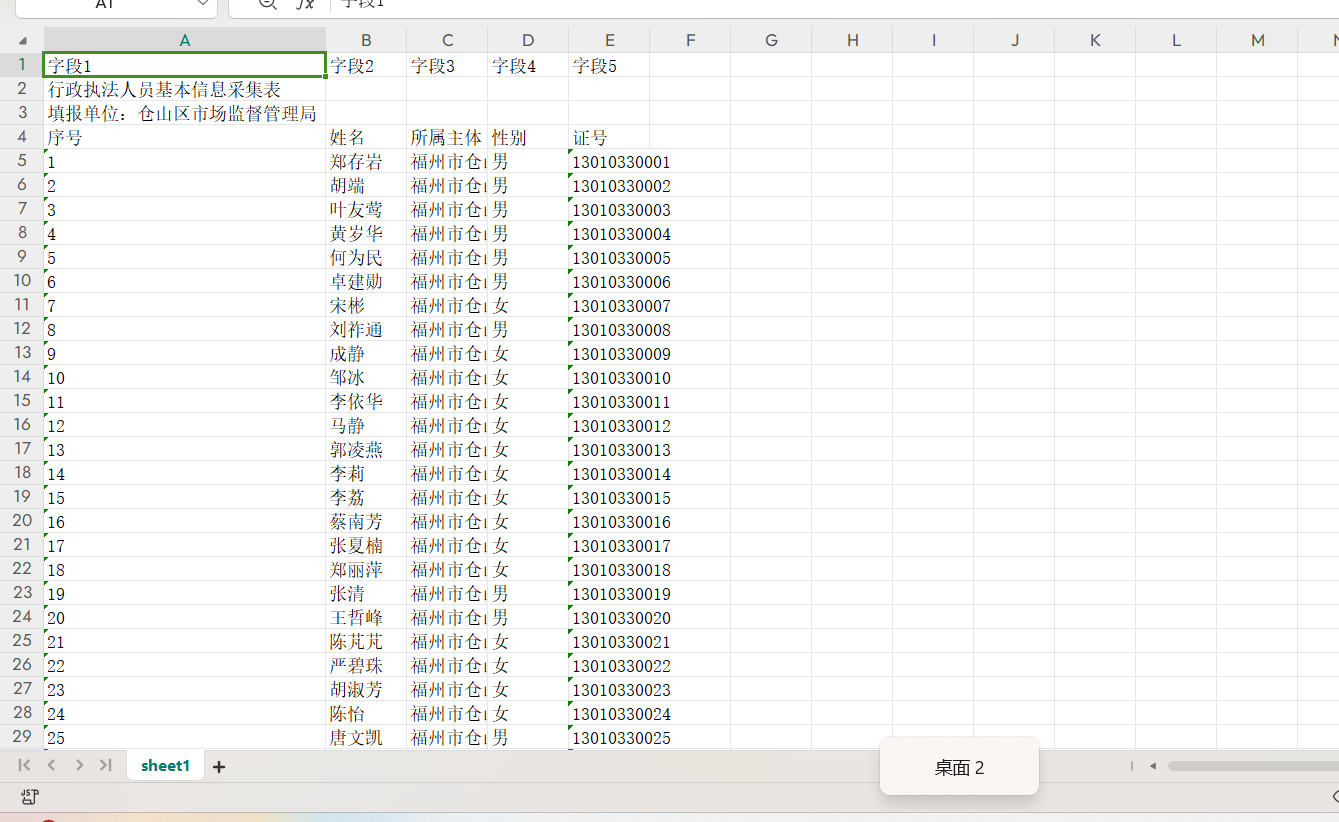 A1 fx 字段1
A B C D E F G H I J K L M N
1 字段1 字段2 字段3 字段4 字段5
2 行政执法人员基本信息采集表
3 填报单位：仓山区市场监督管理局
4 序号 姓名 所属主体 性别 证号
5 1 郑存岩 福州市仓 男 13010330001
6 2 胡端 福州市仓 男 13010330002
7 3 叶友莺 福州市仓 男 13010330003
8 4 黄岁华 福州市仓 男 13010330004
9 5 何为民 福州市仓 男 13010330005
10 6 卓建勋 福州市仓 男 13010330006
11 7 宋彬 福州市仓 女 13010330007
12 8 刘祚通 福州市仓 男 13010330008
13 9 成静 福州市仓 女 13010330009
14 10 邹冰 福州市仓 女 13010330010
15 11 李依华 福州市仓 女 13010330011
16 12 马静 福州市仓 女 13010330012
17 13 郭凌燕 福州市仓 女 13010330013
18 14 李莉 福州市仓 女 13010330014
19 15 李荔 福州市仓 女 13010330015
20 16 蔡南芳 福州市仓 女 13010330016
21 17 张夏楠 福州市仓 女 13010330017
22 18 郑丽萍 福州市仓 女 13010330018
23 19 张清 福州市仓 男 13010330019
24 20 王哲峰 福州市仓 男 13010330020
25 21 陈芃芃 福州市仓 女 13010330021
26 22 严碧珠 福州市仓 女 13010330022
27 23 胡淑芳 福州市仓 女 13010330023
28 24 陈怡 福州市仓 女 13010330024
29 25 唐文凯 福州市仓 男 13010330025
sheet1 +
桌面 2